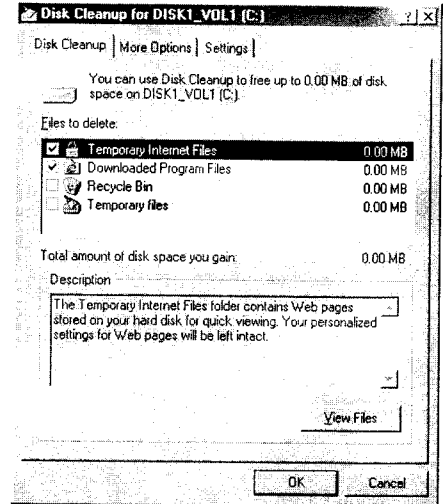 Disk Cleanup for DISK1_VOL1 (C:)
Disk Cleanup More Options Settings
You can use Disk Cleanup to free up to 0.00 MB of disk
space on DISK1_VOL1 (C:).
Files to delete:
Temporary Internet Files 0.00 MB
Downloaded Program Files 0.00 MB
Recycle Bin 0.00 MB
Temporary files 0.00 MB
Total amount of disk space you gain: 0.00 MB
Description
The Temporary Internet Files folder contains Web pages
stored on your hard disk for quick viewing. Your personalized
settings for Web pages will be left intact.
View Files
OK Cancel